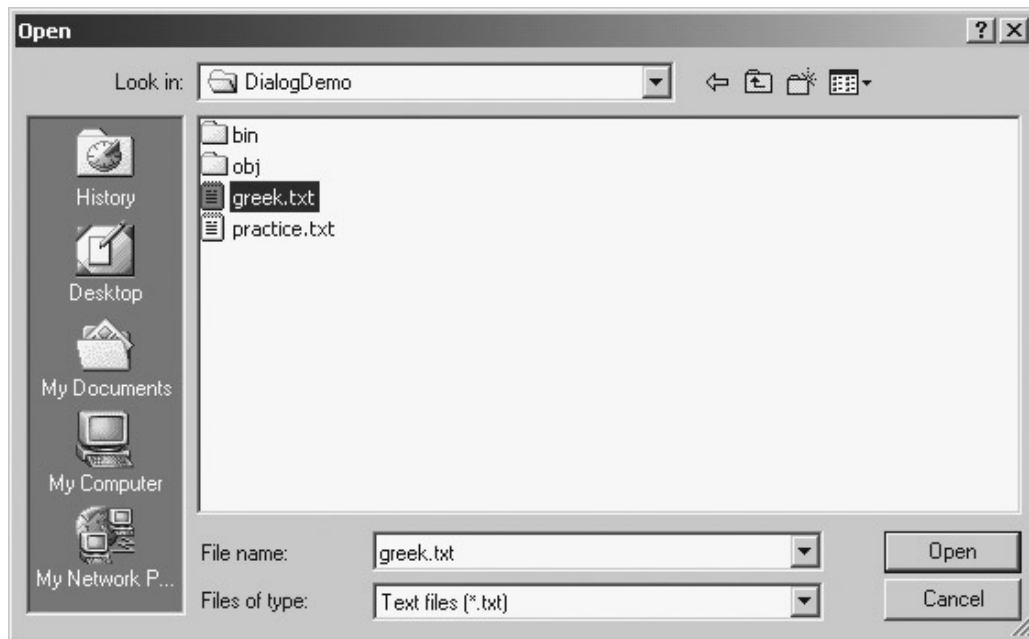 Open
Look in: DialogDemo
bin
obj
greek.txt
practice.txt
History
Desktop
My Documents
My Computer
My Network P...
File name: greek.txt Open
Files of type: Text files (*.txt) Cancel